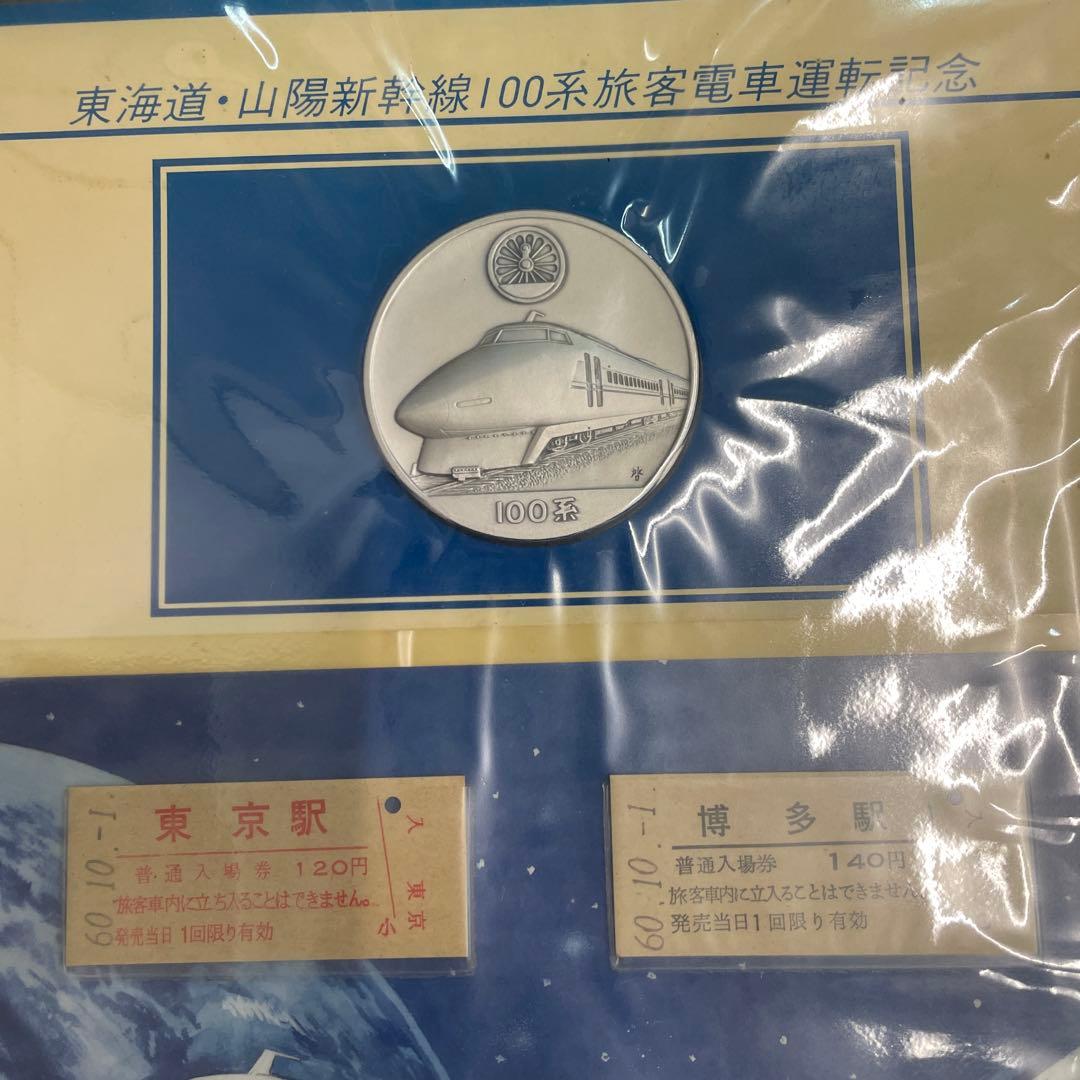 東海道・山陽新幹線100系旅客電車運転記念
100系
60.10.-1.
東京駅
普通入場券 120円
旅客車内に立ち入ることはできません。
発売当日1回限り有効
入 東京
小
60.10.-1
博多駅
普通入場券 140円
旅客車内に立入ることはできません。
発売当日1回限り有効
入